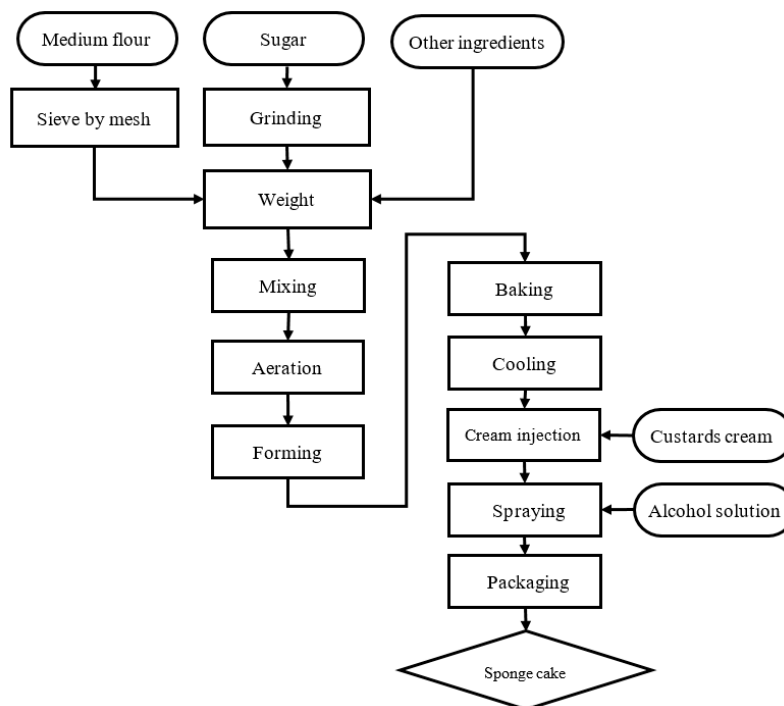 Medium flour
Sugar
Other ingredients
Sieve by mesh
Grinding
Weight
Mixing
Aeration
Forming
Baking
Cooling
Cream injection
Custards cream
Spraying
Alcohol solution
Packaging
Sponge cake